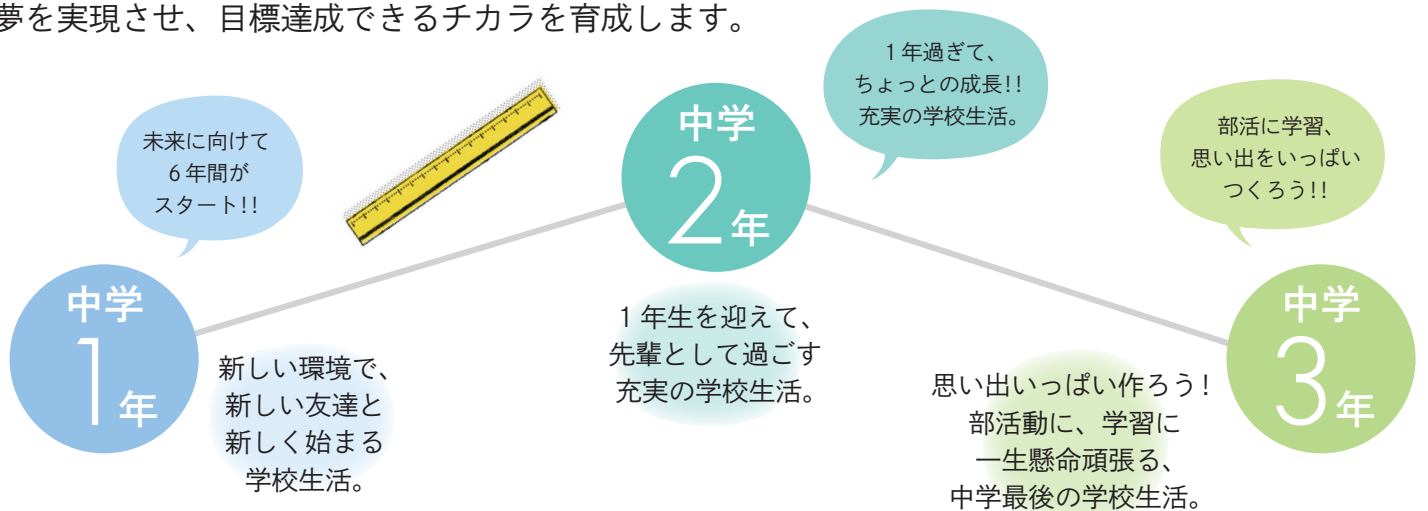 夢を実現させ、目標達成できるチカラを育成します。
未来に向けて
6年間が
スタート!!
中学
1年
新しい環境で、
新しい友達と
新しく始まる
学校生活。
1年過ぎて、
ちょっとの成長!!
充実の学校生活。
中学
2年
1年生を迎えて、
先輩として過ごす
充実の学校生活。
部活に学習、
思い出をいっぱい
つくろう!!
中学
3年
思い出いっぱい作ろう!
部活動に、学習に
一生懸命頑張る、
中学最後の学校生活。